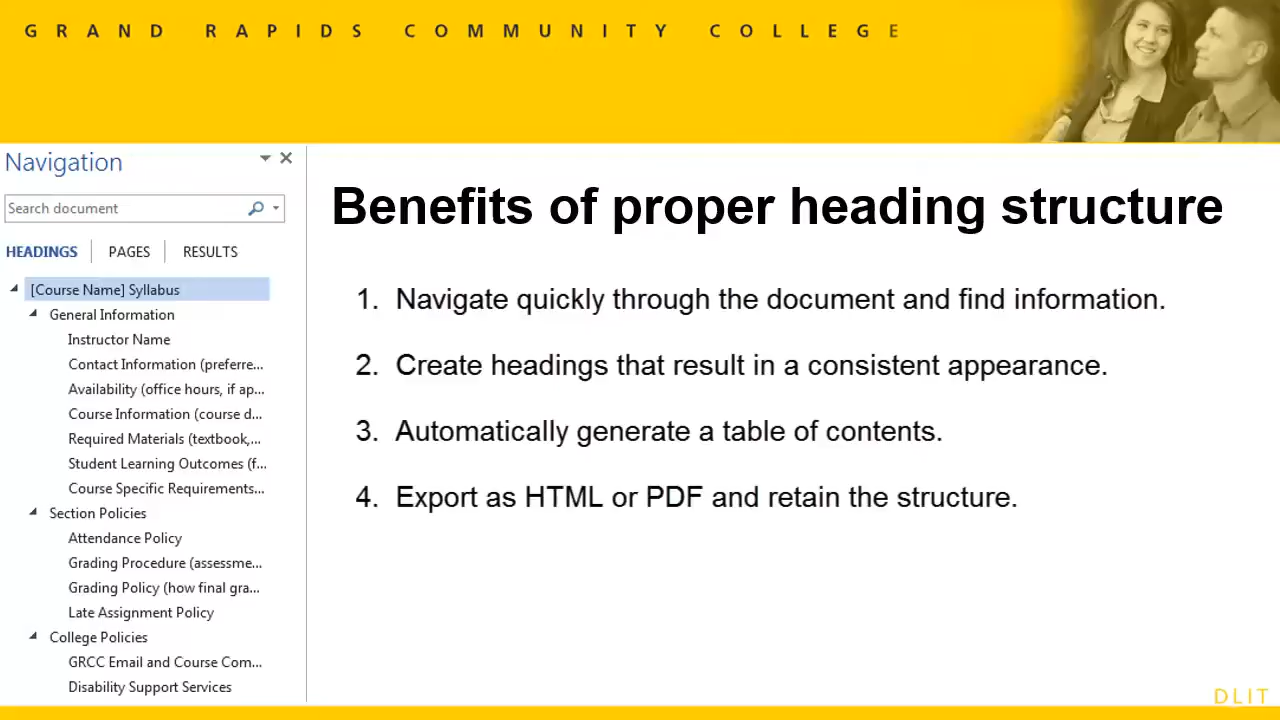 GRAND RAPIDS COMMUNITY COLLEGE
Navigation
Search document
HEADINGS PAGES RESULTS
[Course Name] Syllabus
General Information
Instructor Name
Contact Information (preferre...
Availability (office hours, if ap...
Course Information (course d...
Required Materials (textbook,...
Student Learning Outcomes (f...
Course Specific Requirements...
Section Policies
Attendance Policy
Grading Procedure (assessme...
Grading Policy (how final gra...
Late Assignment Policy
College Policies
GRCC Email and Course Com...
Disability Support Services
Benefits of proper heading structure
1. Navigate quickly through the document and find information.
2. Create headings that result in a consistent appearance.
3. Automatically generate a table of contents.
4. Export as HTML or PDF and retain the structure.
DLIT